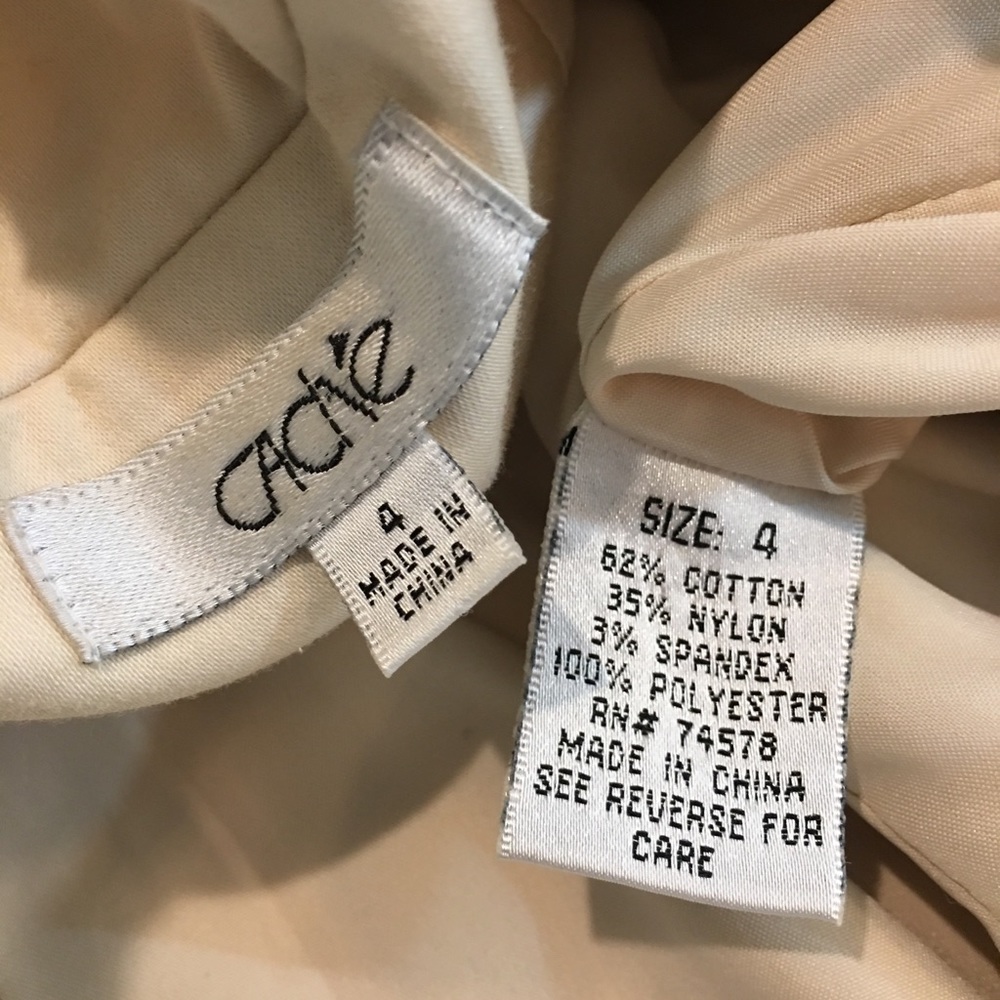 CACHÉ
4
MADE IN
CHINA
SIZE: 4
62% COTTON
35% NYLON
3% SPANDEX
100% POLYESTER
RN# 74578
MADE IN CHINA
SEE REVERSE FOR
CARE